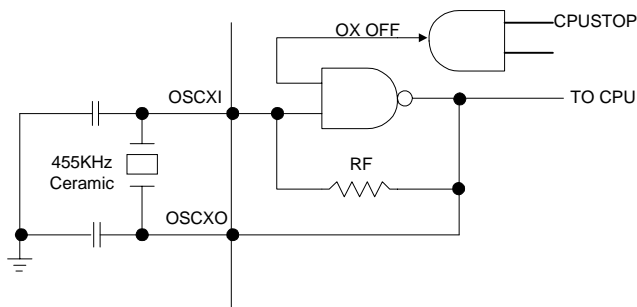 OX OFF
CPUSTOP
OSCXI
TO CPU
455KHz
Ceramic
RF
OSCXO